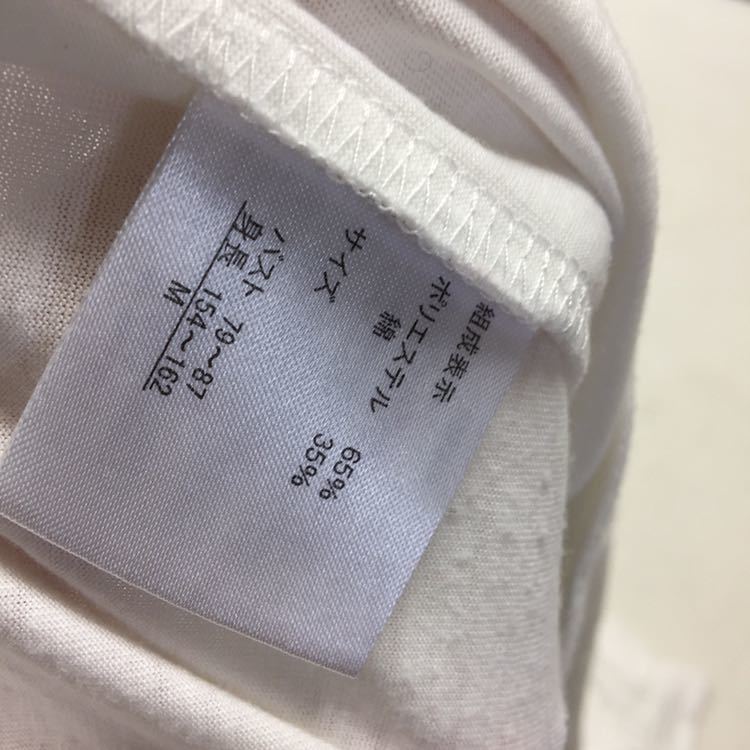 組成表示
ポリエステル 65%
綿 35%
サイズ
バスト 79〜87
身長 154〜162
M